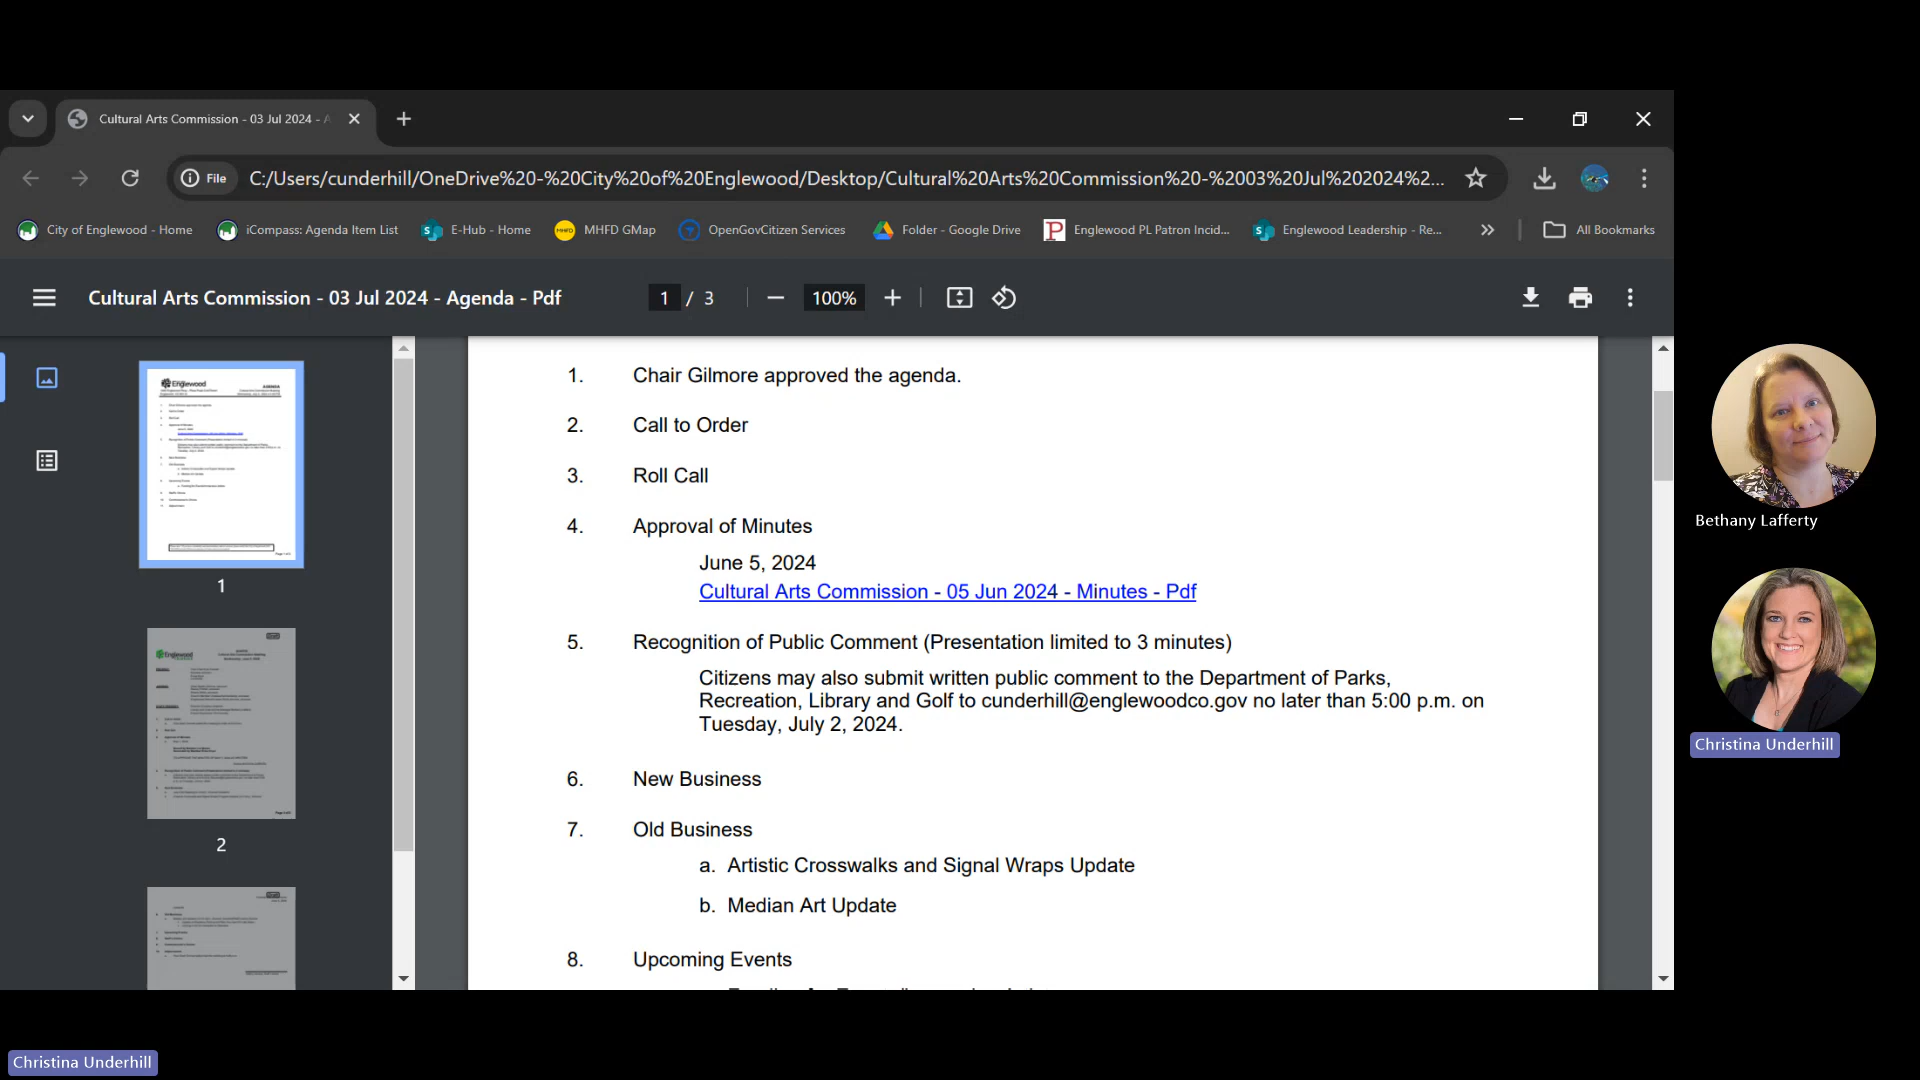 Cultural Arts Commission - 03 Jul 2024 - A
File
C:/Users/cunderhill/OneDrive%20-%20City%20of%20Englewood/Desktop/Cultural%20Arts%20Commission%20-%2003%20Jul%202024%2...
City of Englewood - Home
iCompass: Agenda Item List
E-Hub - Home
MHFD GMap
OpenGovCitizen Services
Folder - Google Drive
Englewood PL Patron Incid...
Englewood Leadership - Re...
All Bookmarks
Cultural Arts Commission - 03 Jul 2024 - Agenda - Pdf
1 / 3
100%
Englewood
1
Englewood
2
1. Chair Gilmore approved the agenda.
2. Call to Order
3. Roll Call
4. Approval of Minutes
June 5, 2024
Cultural Arts Commission - 05 Jun 2024 - Minutes - Pdf
5. Recognition of Public Comment (Presentation limited to 3 minutes)
Citizens may also submit written public comment to the Department of Parks,
Recreation, Library and Golf to cunderhill@englewoodco.gov no later than 5:00 p.m. on
Tuesday, July 2, 2024.
6. New Business
7. Old Business
a. Artistic Crosswalks and Signal Wraps Update
b. Median Art Update
8. Upcoming Events
Bethany Lafferty
Christina Underhill
Christina Underhill